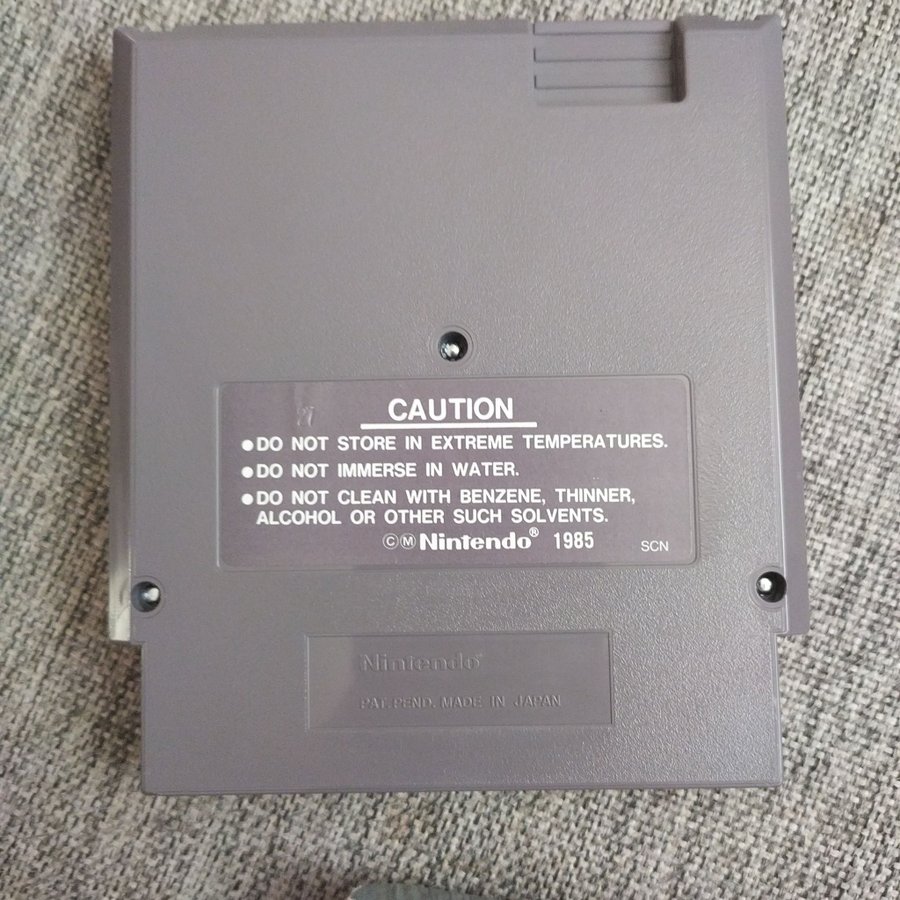 CAUTION
●DO NOT STORE IN EXTREME TEMPERATURES.
●DO NOT IMMERSE IN WATER.
●DO NOT CLEAN WITH BENZENE, THINNER,
ALCOHOL OR OTHER SUCH SOLVENTS.
©Ⓜ Nintendo® 1985 SCN
Nintendo®
PAT. PEND. MADE IN JAPAN